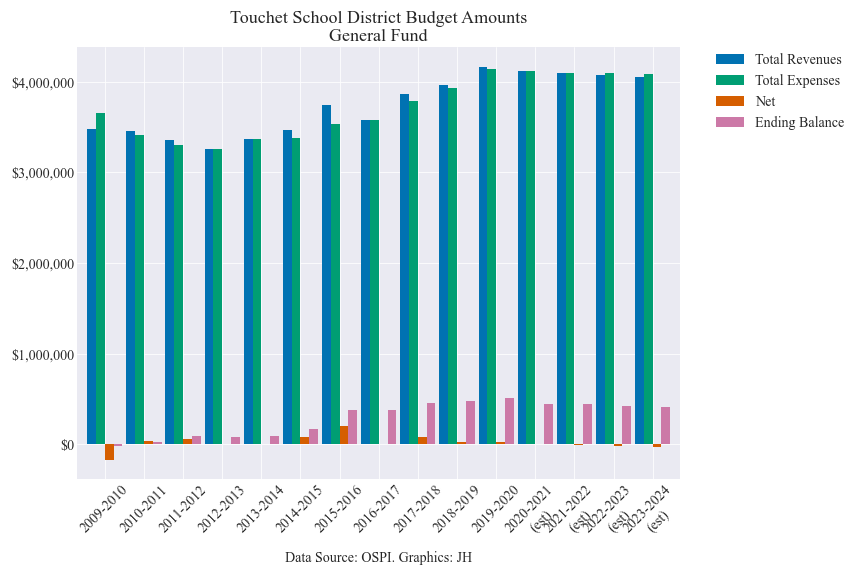 Touchet School District Budget Amounts
General Fund
Total Revenues
Total Expenses
Net
Ending Balance
$4,000,000
$3,000,000
$2,000,000
$1,000,000
$0
2009-2010
2010-2011
2011-2012
2012-2013
2013-2014
2014-2015
2015-2016
2016-2017
2017-2018
2018-2019
2019-2020
2020-2021
(est)
2021-2022
(est)
2022-2023
(est)
2023-2024
(est)
Data Source: OSPI. Graphics: JH